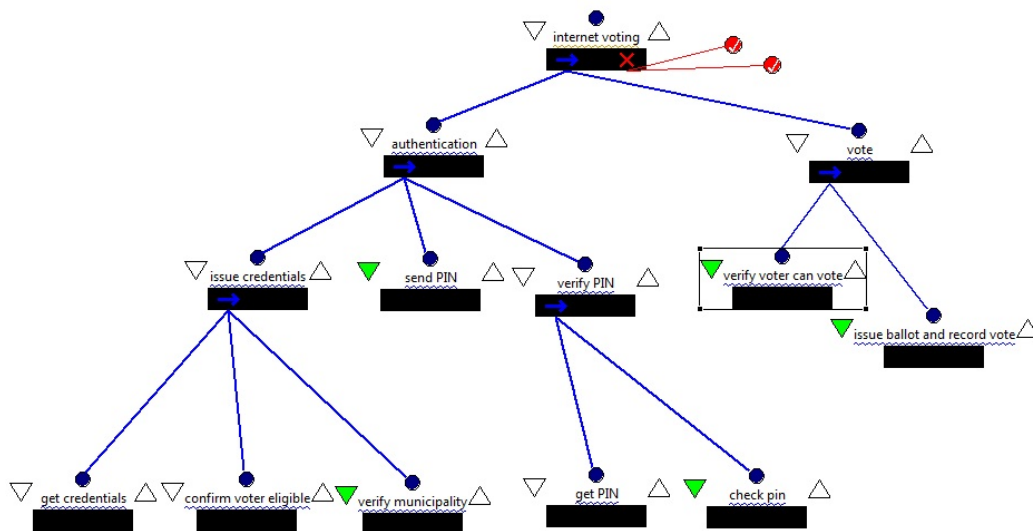 internet voting
authentication
vote
issue credentials
send PIN
verify PIN
verify voter can vote
issue ballot and record vote
get credentials
confirm voter eligible
verify municipality
get PIN
check pin